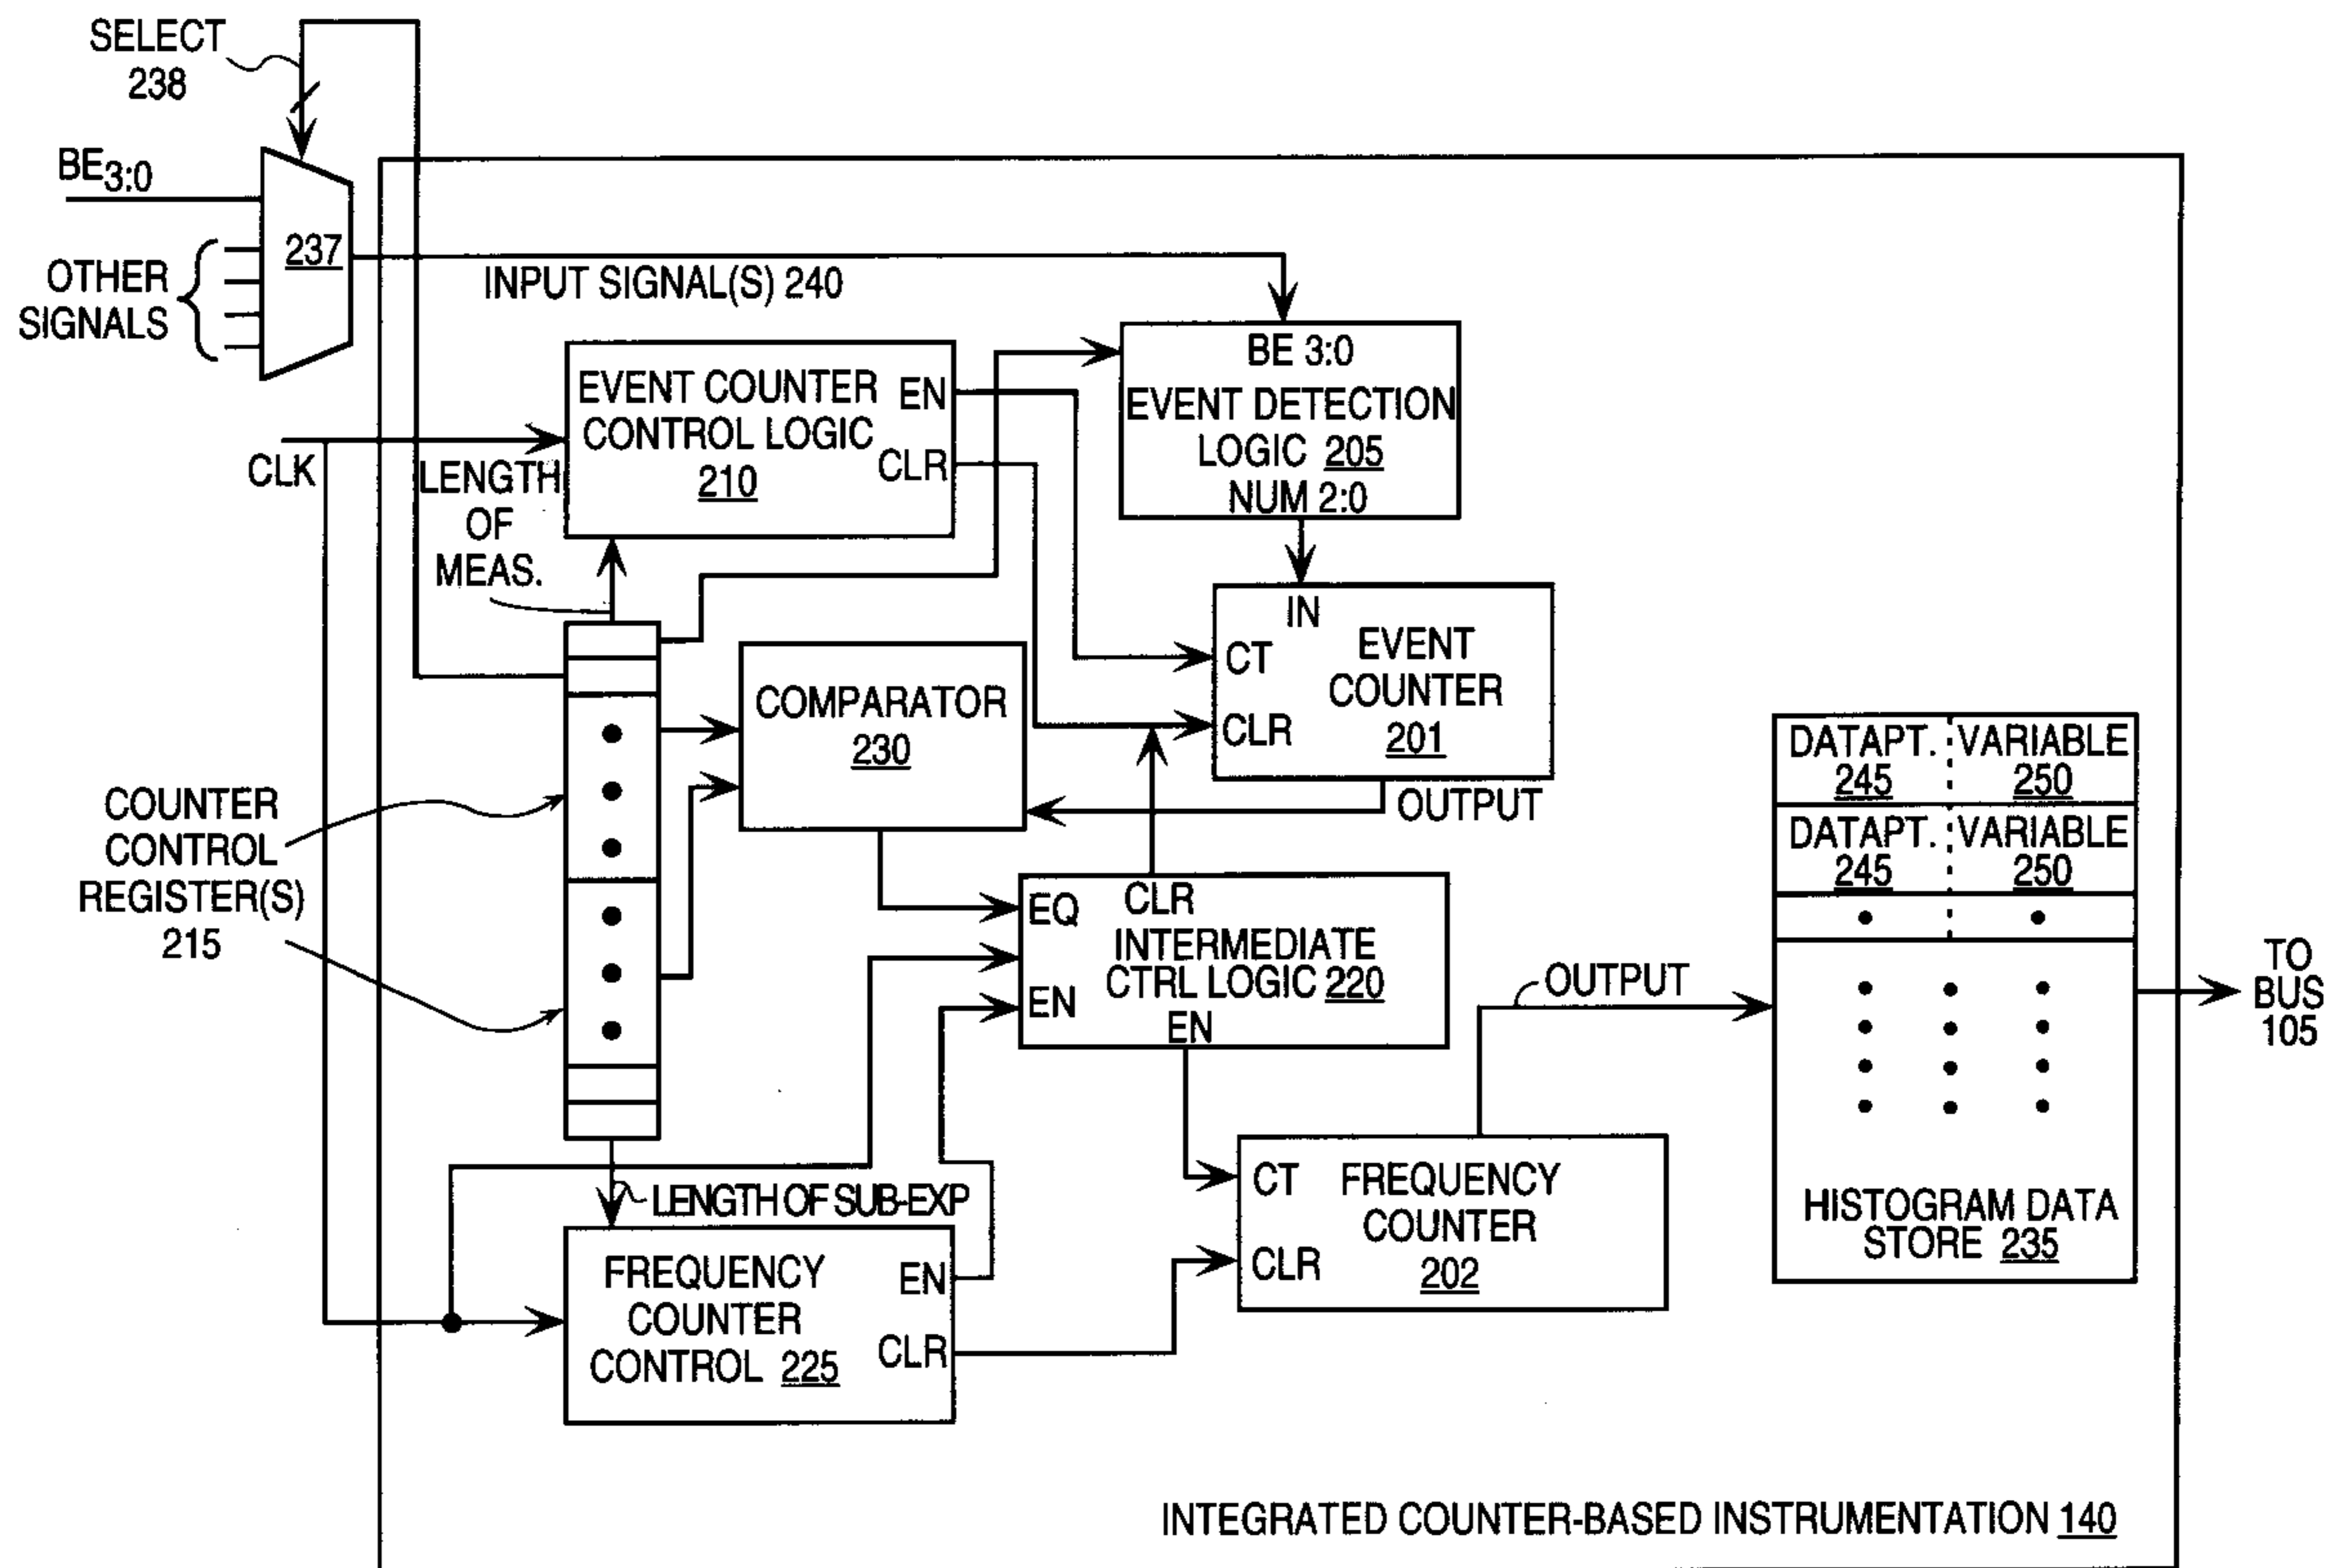 SELECT
238
BE3:0
OTHER
SIGNALS
237
INPUT SIGNAL(S) 240
CLK
LENGTH
OF
MEAS.
EVENT COUNTER
CONTROL LOGIC
210
EN
CLR
BE 3:0
EVENT DETECTION
LOGIC 205
NUM 2:0
IN
CT
CLR
EVENT
COUNTER
201
OUTPUT
COMPARATOR
230
COUNTER
CONTROL
REGISTER(S)
215
EQ
CLR
INTERMEDIATE
CTRL LOGIC 220
EN
EN
LENGTH OF SUB-EXP
FREQUENCY
COUNTER
CONTROL 225
EN
CLR
CT
CLR
FREQUENCY
COUNTER
202
OUTPUT
DATAPT. VARIABLE
245 250
DATAPT. VARIABLE
245 250
HISTOGRAM DATA
STORE 235
TO
BUS
105
INTEGRATED COUNTER-BASED INSTRUMENTATION 140